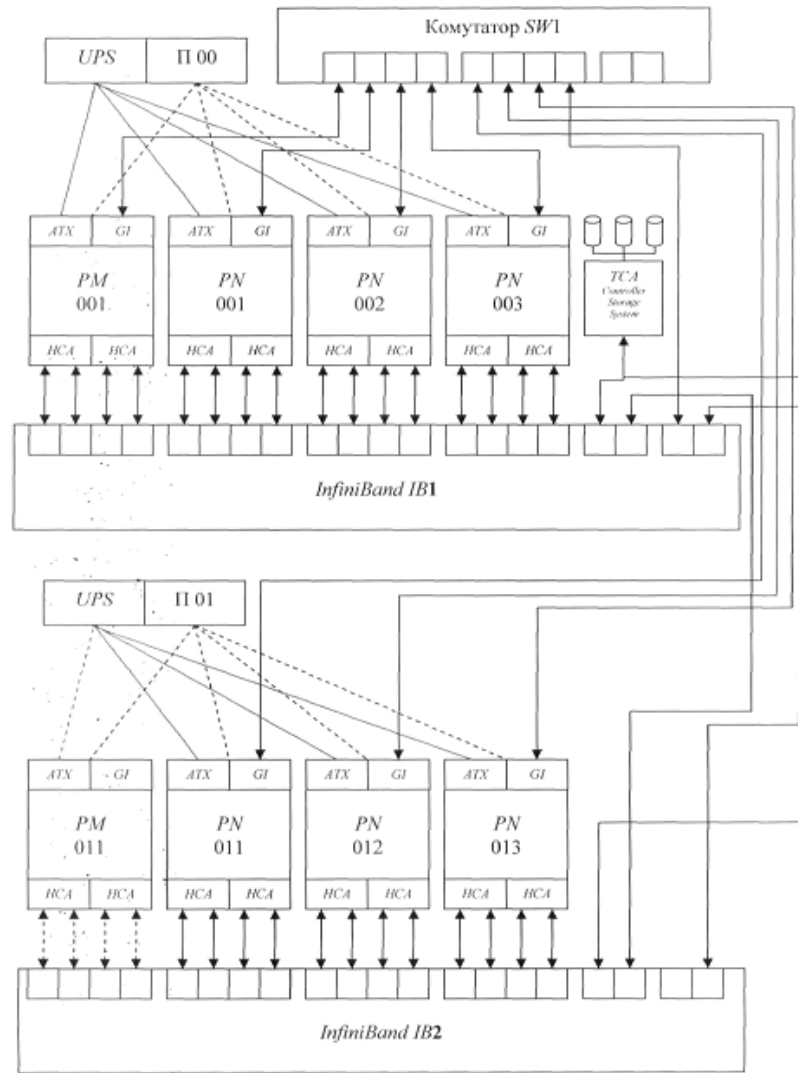 Комутатор SW1
UPS
П 00
ATX GI
ATX GI
ATX GI
ATX GI
PM
001
PN
001
PN
002
PN
003
TCA
Controller
Storage
System
HCA HCA
HCA HCA
HCA HCA
HCA HCA
InfiniBand IB1
UPS
П 01
ATX GI
ATX GI
ATX GI
ATX GI
PM
011
PN
011
PN
012
PN
013
HCA HCA
HCA HCA
HCA HCA
HCA HCA
InfiniBand IB2